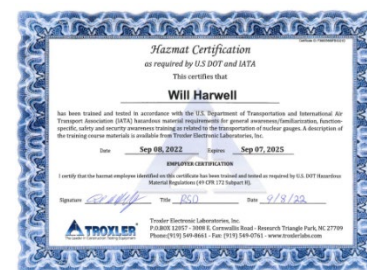 Hazmat Certification
as required by U.S DOT and IATA
This certifies that
Will Harwell
has been trained and tested in accordance with the U.S. Department of Transportation and International Air
Transport Association (IATA) hazardous material requirements for general awareness/familiarization, function-
specific, safety and security awareness training as related to the transportation of nuclear gauges. A description of
the training course materials is available from Troxler Electronic Laboratories, Inc.
Date Sep 08, 2022 Expires Sep 07, 2025
EMPLOYER CERTIFICATION
I certify that the hazmat employee identified on this certificate has been trained and tested as required by U.S. DOT Hazardous
Material Regulations (49 CFR 172 Subpart H).
Signature Title RSO Date 9/8/22
TROXLER
The Leader in Construction Testing Equipment
Troxler Electronic Laboratories, Inc.
P.O.BOX 12057 - 3008 E. Cornwallis Road - Research Triangle Park, NC 27709
Phone:(919) 549-8661 - Fax: (919) 549-0761 - www.troxlerlabs.com